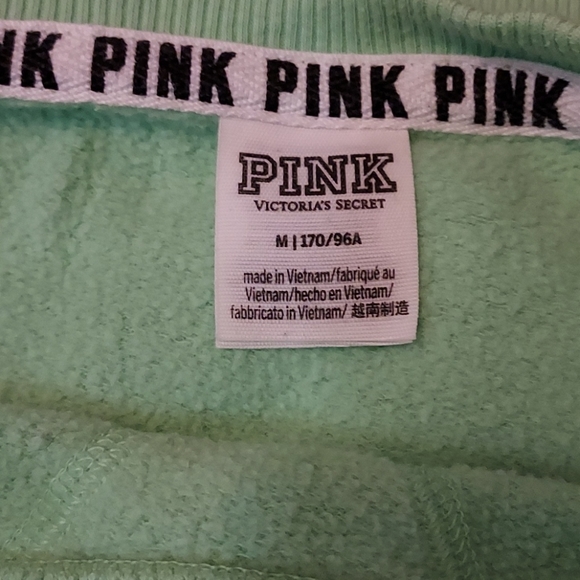 NK PINK PINK PINK
PINK
VICTORIA'S SECRET
M | 170/96A
made in Vietnam/fabriqué au
Vietnam/hecho en Vietnam/
fabbricato in Vietnam/ 越南制造